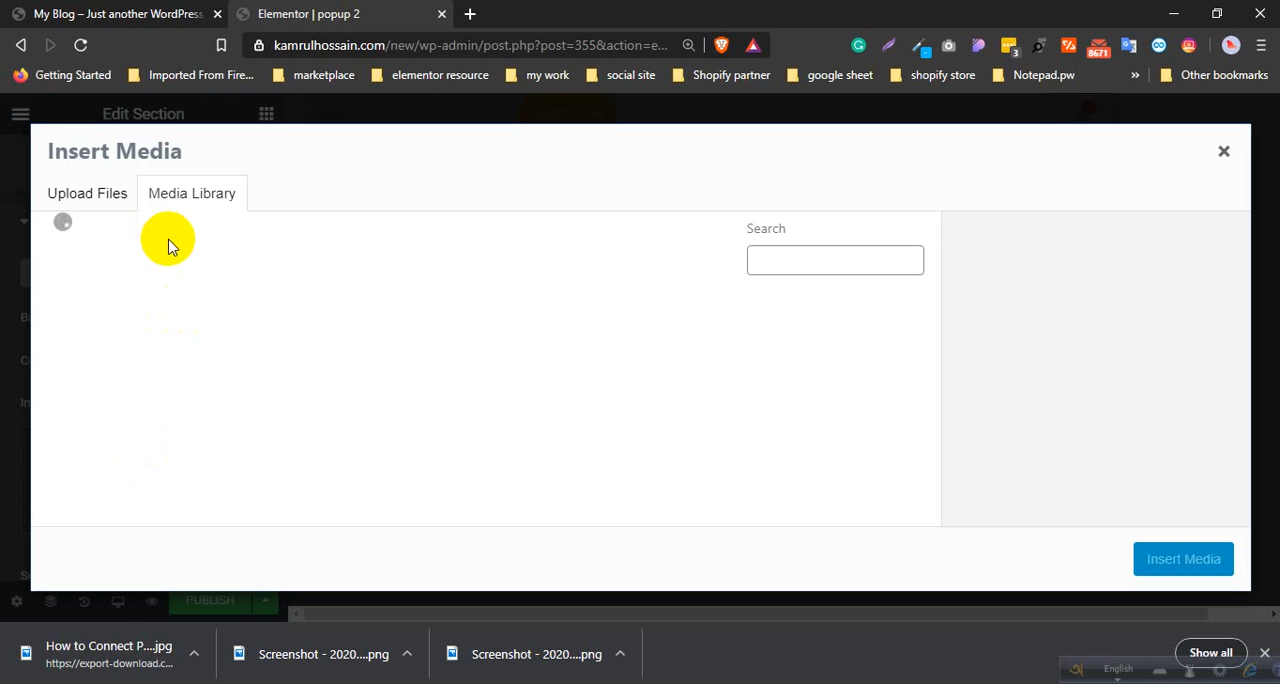 My Blog – Just another WordPress
Elementor | popup 2
kamrulhossain.com/new/wp-admin/post.php?post=355&action=e...
3
8671
Getting Started
Imported From Fire...
marketplace
elementor resource
my work
social site
Shopify partner
google sheet
shopify store
Notepad.pw
»
Other bookmarks
Edit Section
Insert Media
Upload Files
Media Library
Search
Insert Media
PUBLISH
How to Connect P....jpg
https://export-download.c...
Screenshot - 2020....png
Screenshot - 2020....png
Show all
English